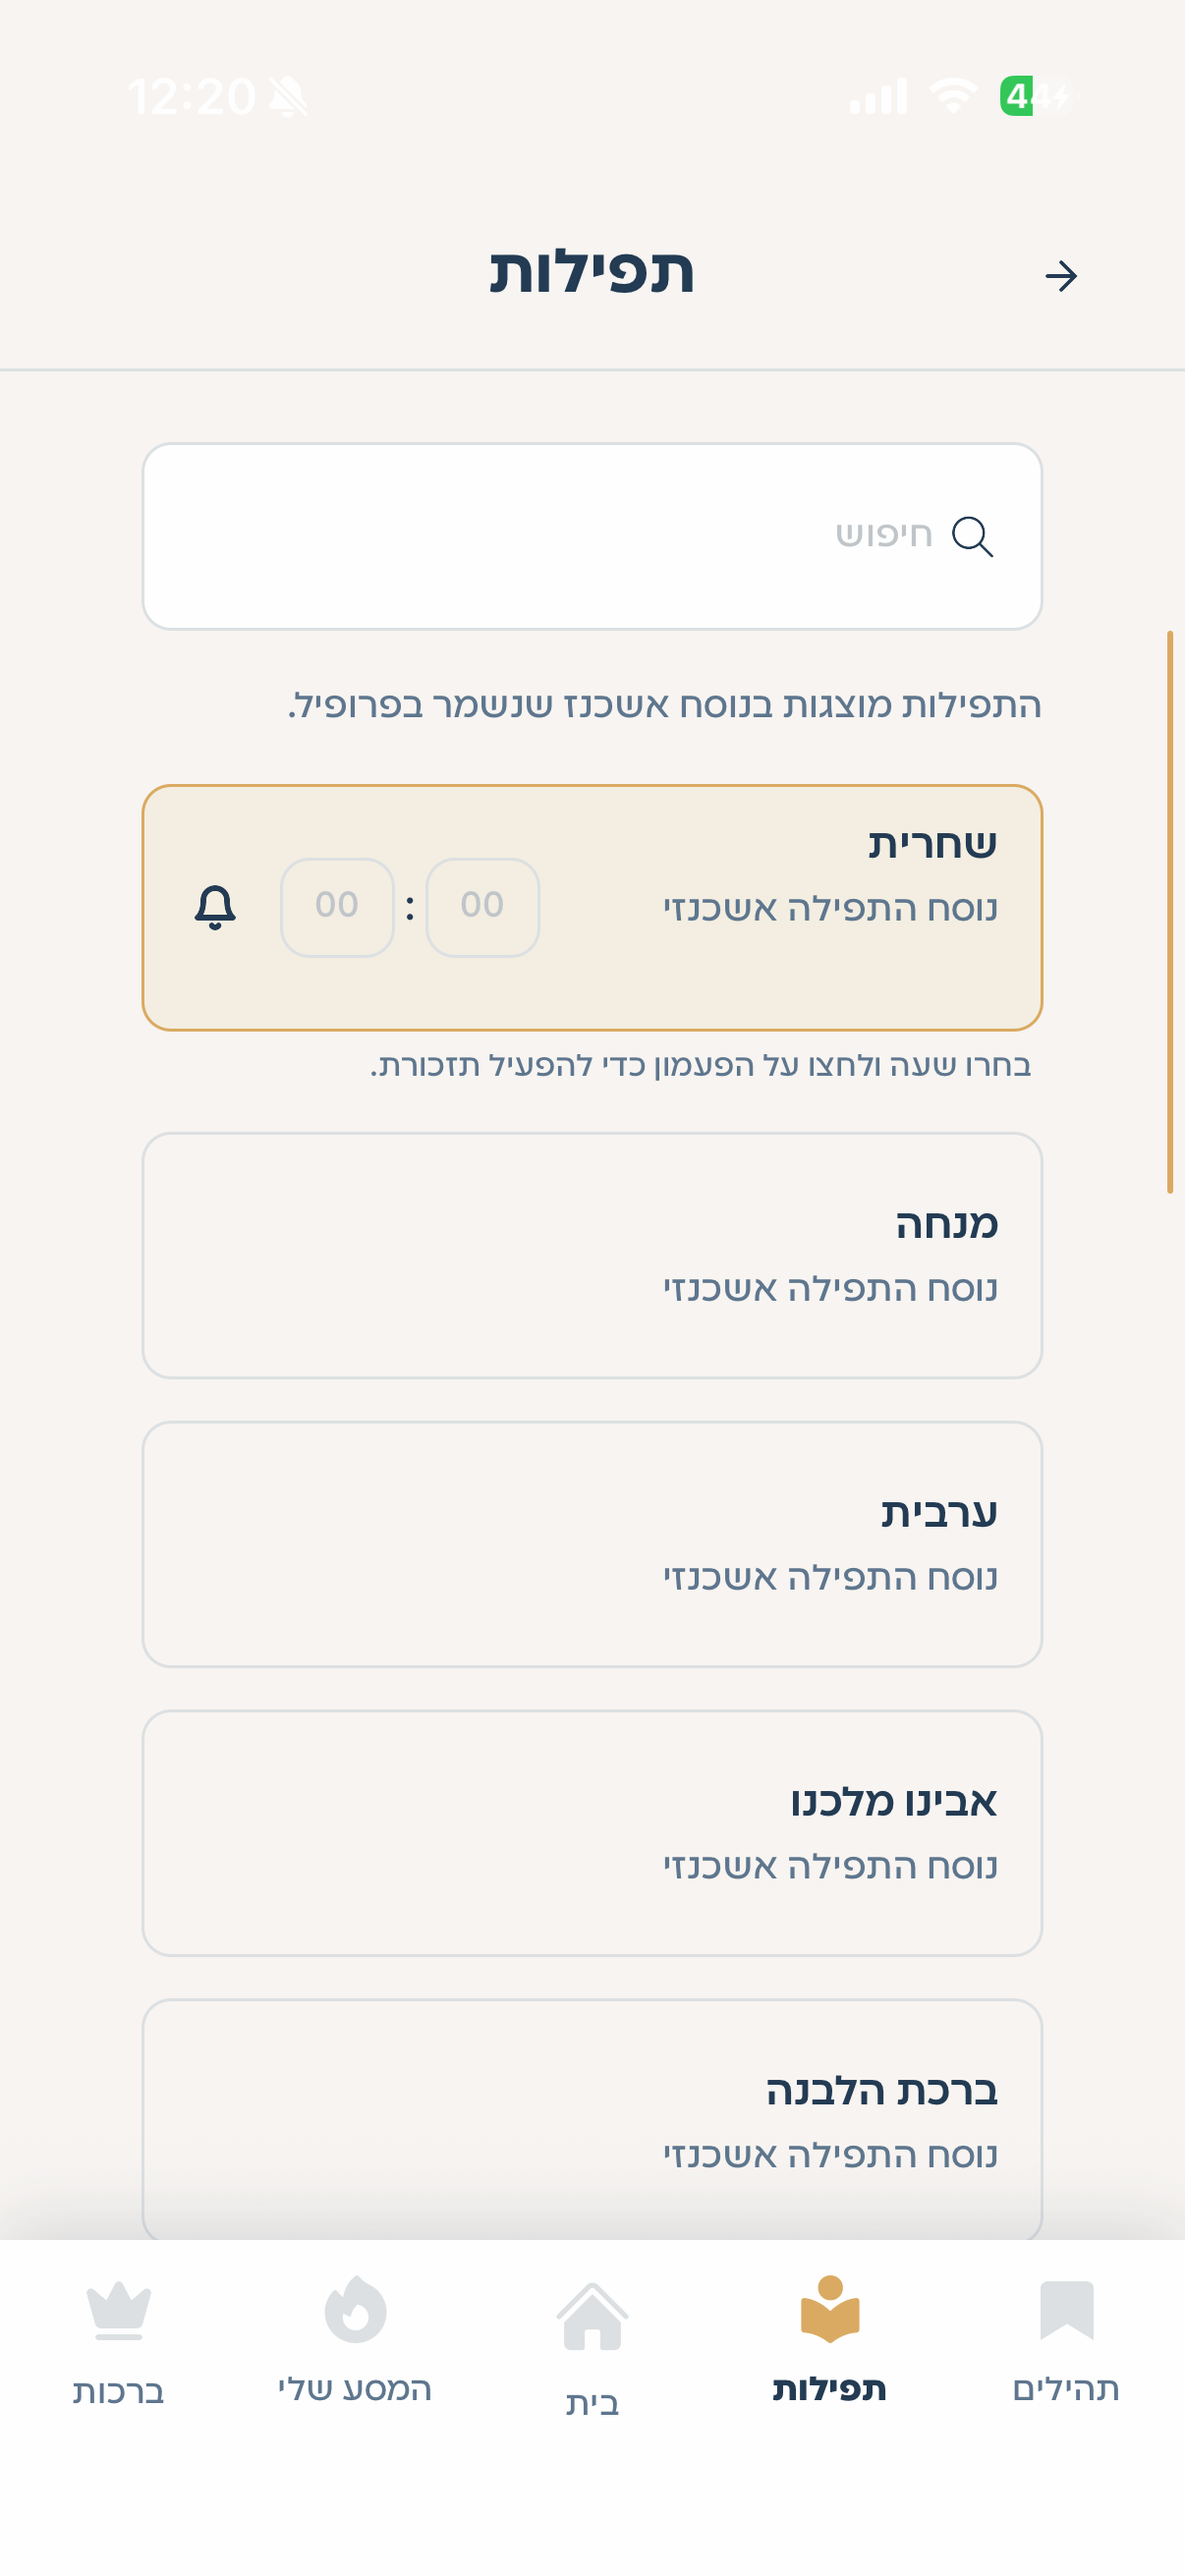 12:20
44
תפילות
חיפוש
התפילות מוצגות בנוסח אשכנז שנשמר בפרופיל.
שחרית
נוסח התפילה אשכנזי
00 : 00
בחרו שעה ולחצו על הפעמון כדי להפעיל תזכורת.
מנחה
נוסח התפילה אשכנזי
ערבית
נוסח התפילה אשכנזי
אבינו מלכנו
נוסח התפילה אשכנזי
ברכת הלבנה
נוסח התפילה אשכנזי
תהילים
תפילות
בית
המסע שלי
ברכות